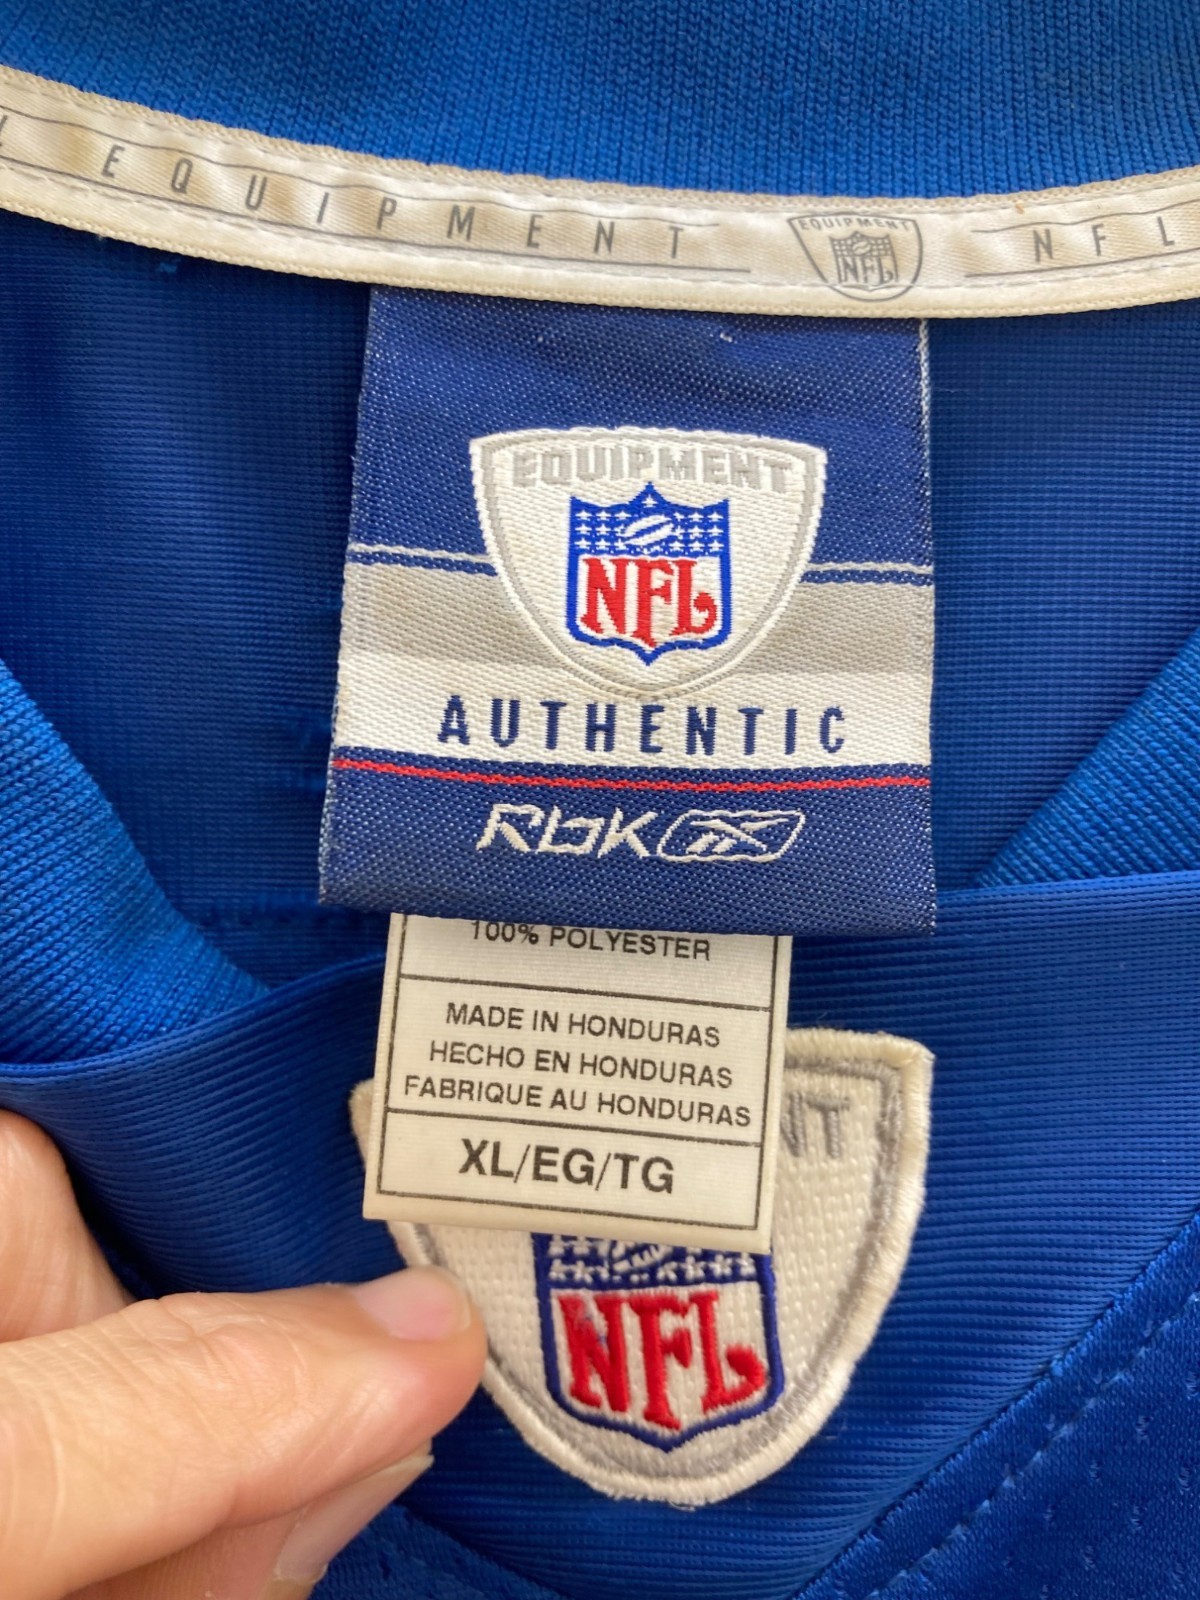 L EQUIPMENT
EQUIPMENT
NFL
NFL
EQUIPMENT
NFL
AUTHENTIC
Rbk
100% POLYESTER
MADE IN HONDURAS
HECHO EN HONDURAS
FABRIQUE AU HONDURAS
XL/EG/TG
NT
NFL